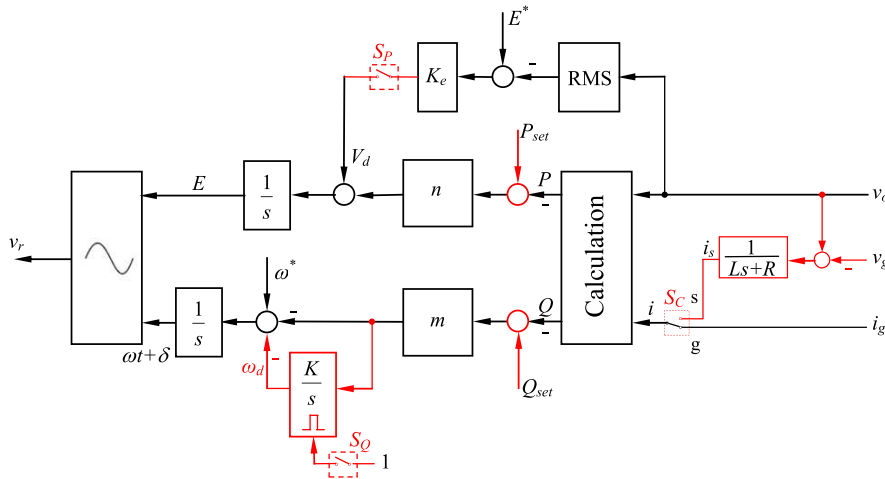 E*
S_P
K_e
-
RMS
P_set
V_d
E
1
s
n
P
-
v_o
v_r
Calculation
i_s
1
Ls+R
v_g
-
ω*
S_C
s
-
Q
i
1
s
m
-
i_g
g
ωt+δ
ω_d
-
K
s
Q_set
S_Q
1